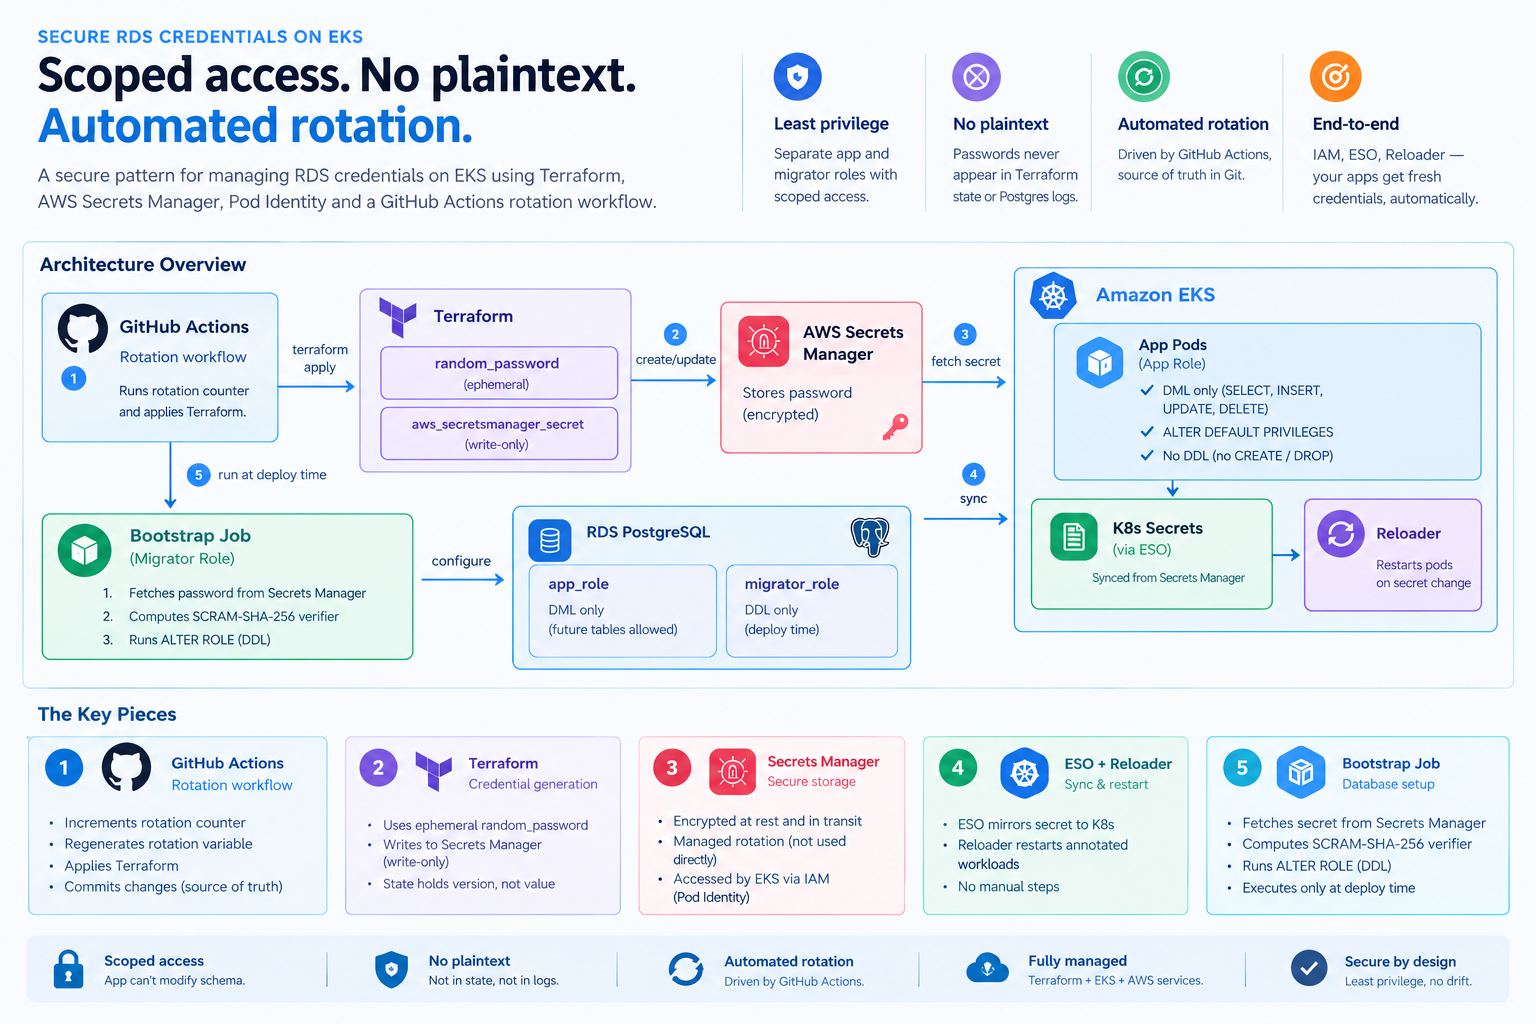 SECURE RDS CREDENTIALS ON EKS
Scoped access. No plaintext.
Automated rotation.
A secure pattern for managing RDS credentials on EKS using Terraform,
AWS Secrets Manager, Pod Identity and a GitHub Actions rotation workflow.
Least privilege
Separate app and
migrator roles with
scoped access.
No plaintext
Passwords never
appear in Terraform
state or Postgres logs.
Automated rotation
Driven by GitHub Actions,
source of truth in Git.
End-to-end
IAM, ESO, Reloader —
your apps get fresh
credentials, automatically.
Architecture Overview
GitHub Actions
Rotation workflow
1
Runs rotation counter
and applies Terraform.
terraform
apply
Terraform
random_password
(ephemeral)
aws_secretsmanager_secret
(write-only)
2
create/update
AWS Secrets
Manager
Stores password
(encrypted)
3
fetch secret
Amazon EKS
App Pods
(App Role)
DML only (SELECT, INSERT,
UPDATE, DELETE)
ALTER DEFAULT PRIVILEGES
No DDL (no CREATE / DROP)
5 run at deploy time
4
sync
Bootstrap Job
(Migrator Role)
1. Fetches password from Secrets Manager
2. Computes SCRAM-SHA-256 verifier
3. Runs ALTER ROLE (DDL)
configure
RDS PostgreSQL
app_role
DML only
(future tables allowed)
migrator_role
DDL only
(deploy time)
K8s Secrets
(via ESO)
Synced from Secrets Manager
Reloader
Restarts pods
on secret change
The Key Pieces
1
GitHub Actions
Rotation workflow
• Increments rotation counter
• Regenerates rotation variable
• Applies Terraform
• Commits changes (source of truth)
2
Terraform
Credential generation
• Uses ephemeral random_password
• Writes to Secrets Manager
(write-only)
• State holds version, not value
3
Secrets Manager
Secure storage
• Encrypted at rest and in transit
• Managed rotation (not used
directly)
• Accessed by EKS via IAM
(Pod Identity)
4
ESO + Reloader
Sync & restart
• ESO mirrors secret to K8s
• Reloader restarts annotated
workloads
• No manual steps
5
Bootstrap Job
Database setup
• Fetches secret from Secrets Manager
• Computes SCRAM-SHA-256 verifier
• Runs ALTER ROLE (DDL)
• Executes only at deploy time
Scoped access
App can't modify schema.
No plaintext
Not in state, not in logs.
Automated rotation
Driven by GitHub Actions.
Fully managed
Terraform + EKS + AWS services.
Secure by design
Least privilege, no drift.